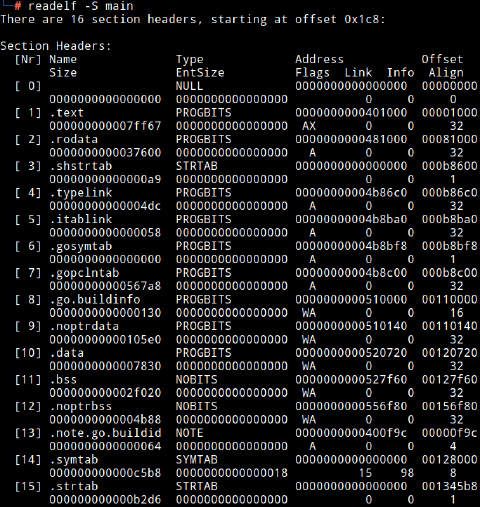 └─# readelf -S main
There are 16 section headers, starting at offset 0x1c8:

Section Headers:
  [Nr] Name              Type             Address           Offset
       Size              EntSize          Flags  Link  Info  Align
  [ 0]                   NULL             0000000000000000  00000000
       0000000000000000  0000000000000000           0     0     0
  [ 1] .text             PROGBITS         0000000000401000  00001000
       000000000007ff67  0000000000000000  AX       0     0     32
  [ 2] .rodata           PROGBITS         0000000000481000  00081000
       0000000000037600  0000000000000000   A       0     0     32
  [ 3] .shstrtab         STRTAB           0000000000000000  000b8600
       00000000000000a9  0000000000000000           0     0     1
  [ 4] .typelink         PROGBITS         00000000004b86c0  000b86c0
       00000000000004dc  0000000000000000   A       0     0     32
  [ 5] .itablink         PROGBITS         00000000004b8ba0  000b8ba0
       0000000000000058  0000000000000000   A       0     0     32
  [ 6] .gosymtab         PROGBITS         00000000004b8bf8  000b8bf8
       0000000000000000  0000000000000000   A       0     0     1
  [ 7] .gopclntab        PROGBITS         00000000004b8c00  000b8c00
       00000000000567a8  0000000000000000   A       0     0     32
  [ 8] .go.buildinfo     PROGBITS         0000000000510000  00110000
       0000000000000130  0000000000000000  WA       0     0     16
  [ 9] .noptrdata        PROGBITS         0000000000510140  00110140
       00000000000105e0  0000000000000000  WA       0     0     32
  [10] .data             PROGBITS         0000000000520720  00120720
       0000000000007830  0000000000000000  WA       0     0     32
  [11] .bss              NOBITS           0000000000527f60  00127f60
       000000000002f020  0000000000000000  WA       0     0     32
  [12] .noptrbss         NOBITS           0000000000556f80  00156f80
       0000000000004b88  0000000000000000  WA       0     0     32
  [13] .note.go.buildid  NOTE             0000000000400f9c  00000f9c
       0000000000000064  0000000000000000   A       0     0     4
  [14] .symtab           SYMTAB           0000000000000000  00128000
       000000000000c5b8  0000000000000018          15    98     8
  [15] .strtab           STRTAB           0000000000000000  001345b8
       000000000000b2d6  0000000000000000           0     0     1